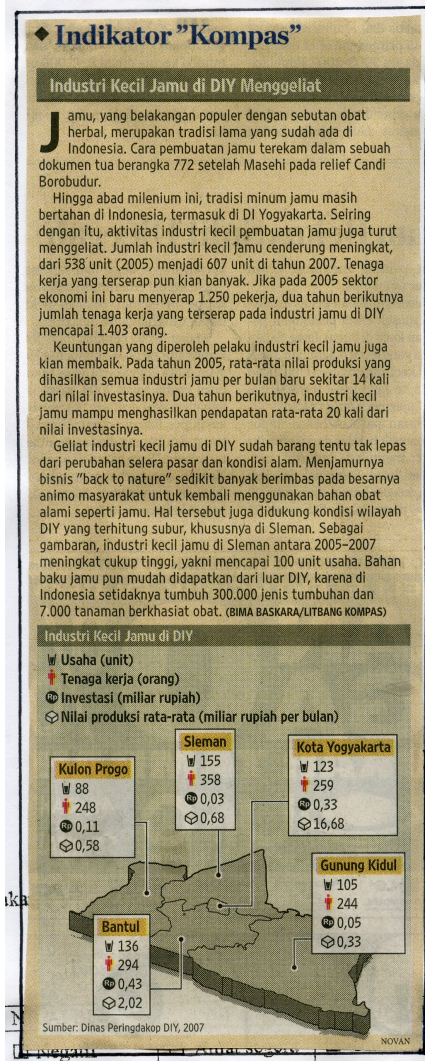 ◆ Indikator "Kompas"
Industri Kecil Jamu di DIY Menggeliat
Jamu, yang belakangan populer dengan sebutan obat
herbal, merupakan tradisi lama yang sudah ada di
Indonesia. Cara pembuatan jamu terekam dalam sebuah
dokumen tua berangka 772 setelah Masehi pada relief Candi
Borobudur.
Hingga abad milenium ini, tradisi minum jamu masih
bertahan di Indonesia, termasuk di DI Yogyakarta. Seiring
dengan itu, aktivitas industri kecil pembuatan jamu juga turut
menggeliat. Jumlah industri kecil jamu cenderung meningkat,
dari 538 unit (2005) menjadi 607 unit di tahun 2007. Tenaga
kerja yang terserap pun kian banyak. Jika pada 2005 sektor
ekonomi ini baru menyerap 1.250 pekerja, dua tahun berikutnya
jumlah tenaga kerja yang terserap pada industri jamu di DIY
mencapai 1.403 orang.
Keuntungan yang diperoleh pelaku industri kecil jamu juga
kian membaik. Pada tahun 2005, rata-rata nilai produksi yang
dihasilkan semua industri jamu per bulan baru sekitar 14 kali
dari nilai investasinya. Dua tahun berikutnya, industri kecil
jamu mampu menghasilkan pendapatan rata-rata 20 kali dari
nilai investasinya.
Geliat industri kecil jamu di DIY sudah barang tentu tak lepas
dari perubahan selera pasar dan kondisi alam. Menjamurnya
bisnis "back to nature" sedikit banyak berimbas pada besarnya
animo masyarakat untuk kembali menggunakan bahan obat
alami seperti jamu. Hal tersebut juga didukung kondisi wilayah
DIY yang terhitung subur, khususnya di Sleman. Sebagai
gambaran, industri kecil jamu di Sleman antara 2005–2007
meningkat cukup tinggi, yakni mencapai 100 unit usaha. Bahan
baku jamu pun mudah didapatkan dari luar DIY, karena di
Indonesia setidaknya tumbuh 300.000 jenis tumbuhan dan
7.000 tanaman berkhasiat obat. (BIMA BASKARA/LITBANG KOMPAS)
Industri Kecil Jamu di DIY
Usaha (unit)
Tenaga kerja (orang)
Rp Investasi (miliar rupiah)
Nilai produksi rata-rata (miliar rupiah per bulan)
Kulon Progo
88
248
Rp 0,11
0,58
Sleman
155
358
Rp 0,03
0,68
Kota Yogyakarta
123
259
Rp 0,33
16,68
Gunung Kidul
105
244
Rp 0,05
0,33
Bantul
136
294
Rp 0,43
2,02
Sumber: Dinas Peringdakop DIY, 2007
NOVAN